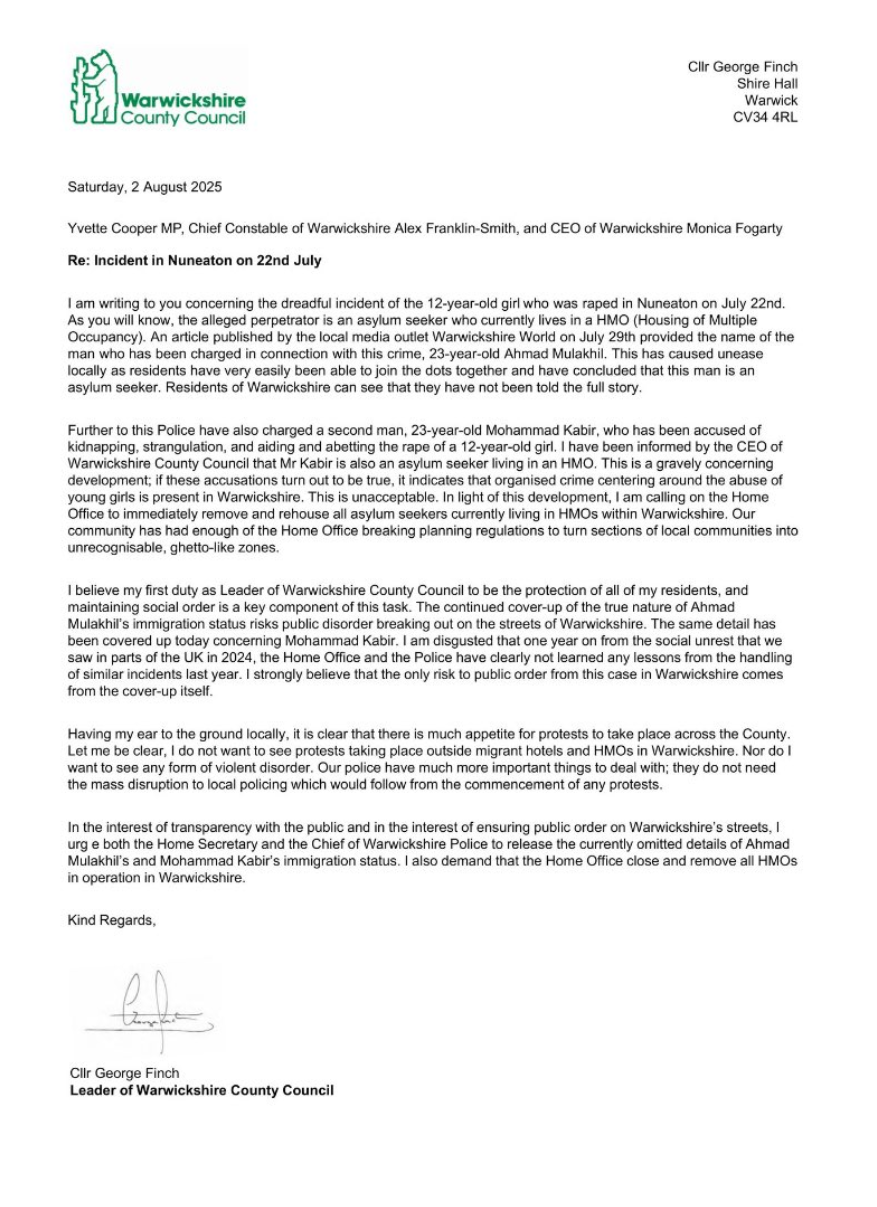 Warwickshire
County Council
Cllr George Finch
Shire Hall
Warwick
CV34 4RL
Saturday, 2 August 2025
Yvette Cooper MP, Chief Constable of Warwickshire Alex Franklin-Smith, and CEO of Warwickshire Monica Fogarty
Re: Incident in Nuneaton on 22nd July
I am writing to you concerning the dreadful incident of the 12-year-old girl who was raped in Nuneaton on July 22nd.
As you will know, the alleged perpetrator is an asylum seeker who currently lives in a HMO (Housing of Multiple
Occupancy). An article published by the local media outlet Warwickshire World on July 29th provided the name of the
man who has been charged in connection with this crime, 23-year-old Ahmad Mulakhil. This has caused unease
locally as residents have very easily been able to join the dots together and have concluded that this man is an
asylum seeker. Residents of Warwickshire can see that they have not been told the full story.
Further to this Police have also charged a second man, 23-year-old Mohammad Kabir, who has been accused of
kidnapping, strangulation, and aiding and abetting the rape of a 12-year-old girl. I have been informed by the CEO of
Warwickshire County Council that Mr Kabir is also an asylum seeker living in an HMO. This is a gravely concerning
development; if these accusations turn out to be true, it indicates that organised crime centering around the abuse of
young girls is present in Warwickshire. This is unacceptable. In light of this development, I am calling on the Home
Office to immediately remove and rehouse all asylum seekers currently living in HMOs within Warwickshire. Our
community has had enough of the Home Office breaking planning regulations to turn sections of local communities into
unrecognisable, ghetto-like zones.
I believe my first duty as Leader of Warwickshire County Council to be the protection of all of my residents, and
maintaining social order is a key component of this task. The continued cover-up of the true nature of Ahmad
Mulakhil's immigration status risks public disorder breaking out on the streets of Warwickshire. The same detail has
been covered up today concerning Mohammad Kabir. I am disgusted that one year on from the social unrest that we
saw in parts of the UK in 2024, the Home Office and the Police have clearly not learned any lessons from the handling
of similar incidents last year. I strongly believe that the only risk to public order from this case in Warwickshire comes
from the cover-up itself.
Having my ear to the ground locally, it is clear that there is much appetite for protests to take place across the County.
Let me be clear, I do not want to see protests taking place outside migrant hotels and HMOs in Warwickshire. Nor do I
want to see any form of violent disorder. Our police have much more important things to deal with; they do not need
the mass disruption to local policing which would follow from the commencement of any protests.
In the interest of transparency with the public and in the interest of ensuring public order on Warwickshire's streets, I
urg e both the Home Secretary and the Chief of Warwickshire Police to release the currently omitted details of Ahmad
Mulakhil's and Mohammad Kabir's immigration status. I also demand that the Home Office close and remove all HMOs
in operation in Warwickshire.
Kind Regards,
Cllr George Finch
Leader of Warwickshire County Council